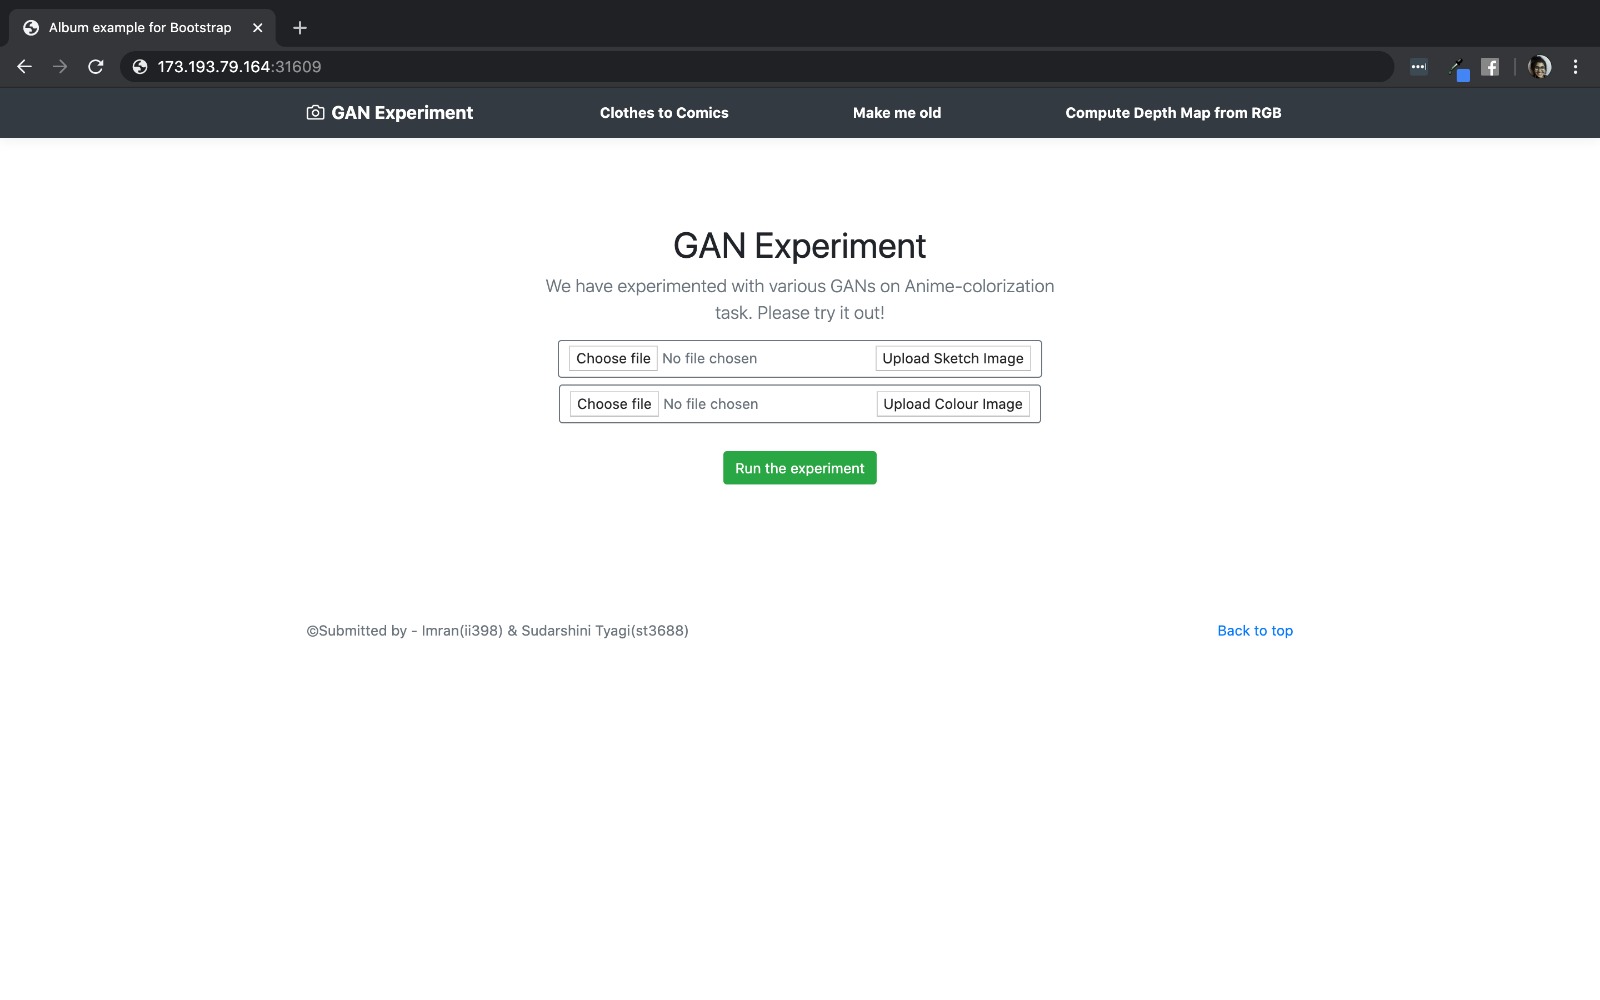 Album example for Bootstrap
173.193.79.164:31609
GAN Experiment
Clothes to Comics
Make me old
Compute Depth Map from RGB
GAN Experiment
We have experimented with various GANs on Anime-colorization
task. Please try it out!
Choose file No file chosen Upload Sketch Image
Choose file No file chosen Upload Colour Image
Run the experiment
©Submitted by - Imran(ii398) & Sudarshini Tyagi(st3688)
Back to top